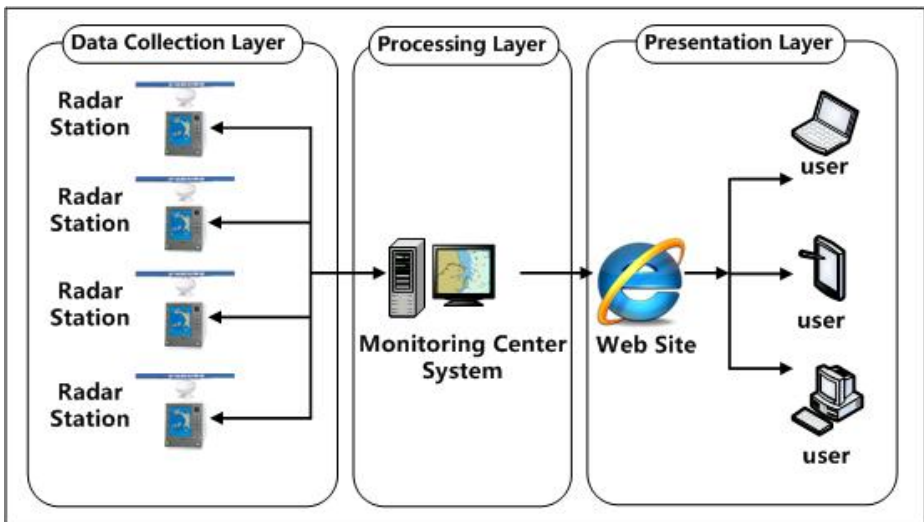 Data Collection Layer
Radar
Station
Radar
Station
Radar
Station
Radar
Station
Processing Layer
Monitoring Center
System
Presentation Layer
Web Site
user
user
user